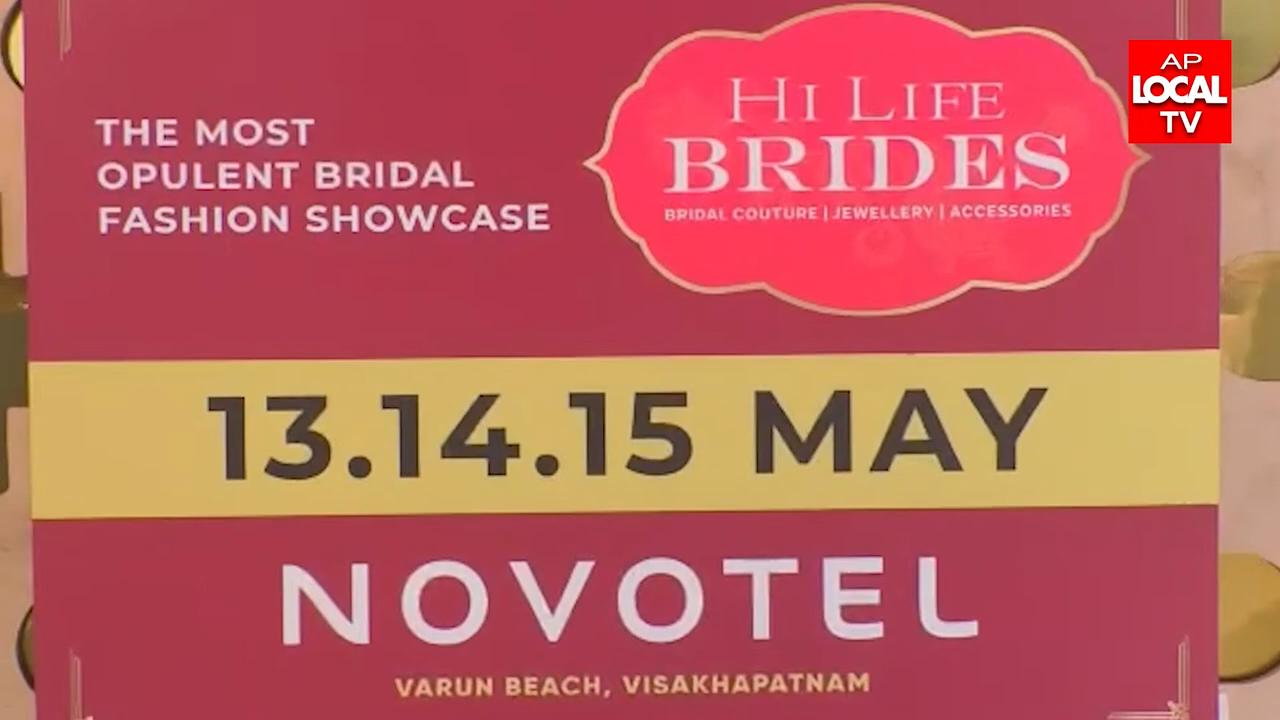 THE MOST
OPULENT BRIDAL
FASHION SHOWCASE
HI LIFE
BRIDES
BRIDAL COUTURE | JEWELLERY | ACCESSORIES
AP
LOCAL
TV
13.14.15 MAY
NOVOTEL
VARUN BEACH, VISAKHAPATNAM